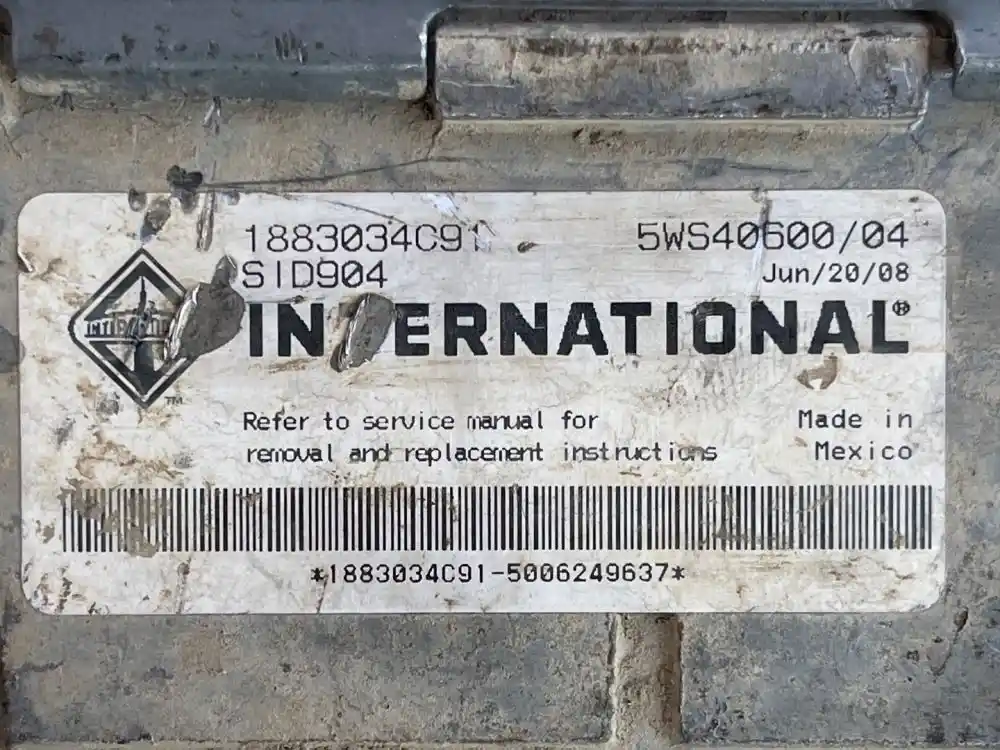 1883034C91
5WS40600/04
SID904
Jun/20/08
INTERNATIONAL®
TM
Refer to service manual for
removal and replacement instructions
Made in
Mexico
*1883034C91-5006249637*